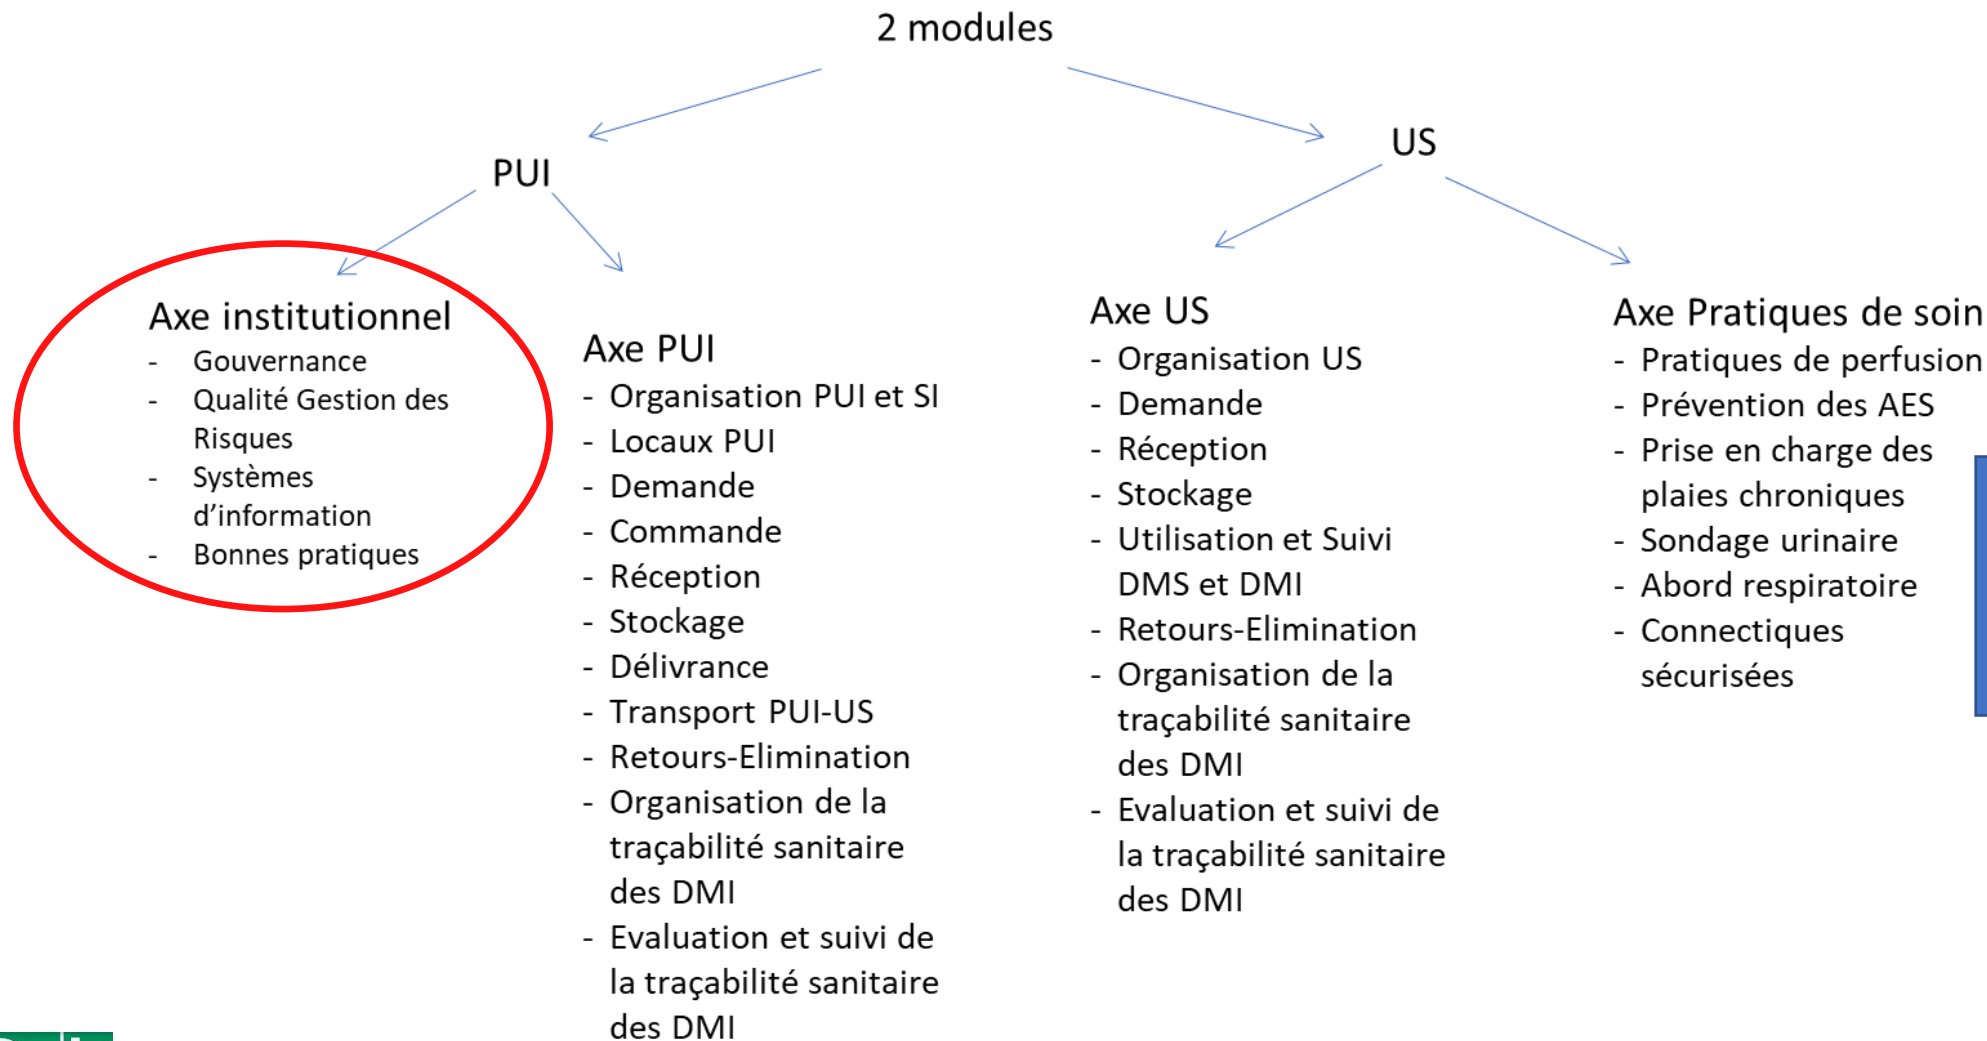 2 modules
PUI
US
Axe institutionnel
- Gouvernance
- Qualité Gestion des
Risques
- Systèmes
d’information
- Bonnes pratiques
Axe PUI
- Organisation PUI et SI
- Locaux PUI
- Demande
- Commande
- Réception
- Stockage
- Délivrance
- Transport PUI-US
- Retours-Elimination
- Organisation de la
traçabilité sanitaire
des DMI
- Evaluation et suivi de
la traçabilité sanitaire
des DMI
Axe US
- Organisation US
- Demande
- Réception
- Stockage
- Utilisation et Suivi
DMS et DMI
- Retours-Elimination
- Organisation de la
traçabilité sanitaire
des DMI
- Evaluation et suivi de
la traçabilité sanitaire
des DMI
Axe Pratiques de soin
- Pratiques de perfusion
- Prévention des AES
- Prise en charge des
plaies chroniques
- Sondage urinaire
- Abord respiratoire
- Connectiques
sécurisées